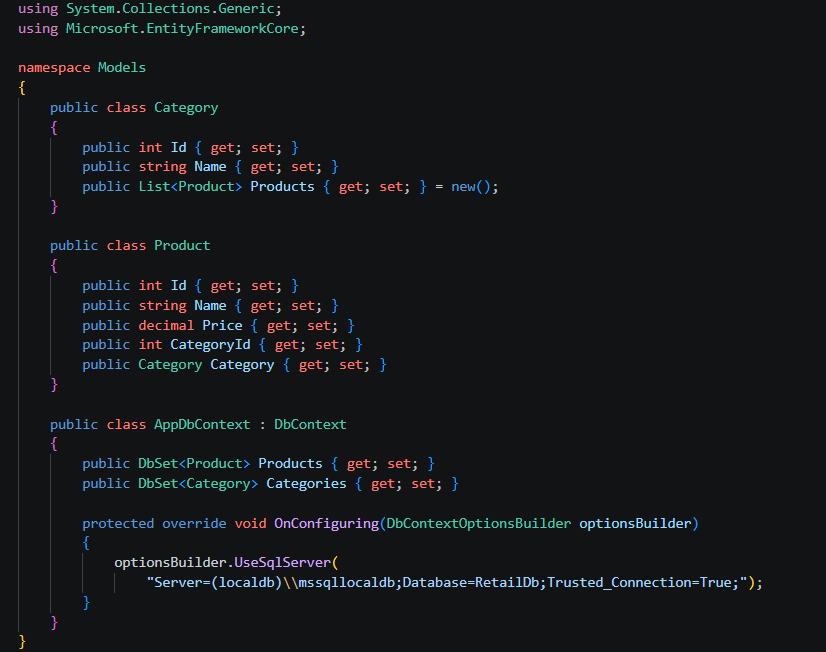 using System.Collections.Generic;
using Microsoft.EntityFrameworkCore;

namespace Models
{
    public class Category
    {
        public int Id { get; set; }
        public string Name { get; set; }
        public List<Product> Products { get; set; } = new();
    }

    public class Product
    {
        public int Id { get; set; }
        public string Name { get; set; }
        public decimal Price { get; set; }
        public int CategoryId { get; set; }
        public Category Category { get; set; }
    }

    public class AppDbContext : DbContext
    {
        public DbSet<Product> Products { get; set; }
        public DbSet<Category> Categories { get; set; }

        protected override void OnConfiguring(DbContextOptionsBuilder optionsBuilder)
        {
            optionsBuilder.UseSqlServer(
                "Server=(localdb)\\mssqllocaldb;Database=RetailDb;Trusted_Connection=True;");
        }
    }
}